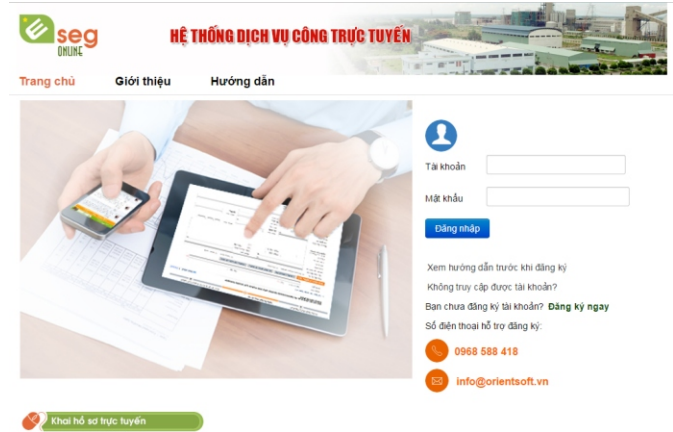 eseg
ONLINE
HỆ THỐNG DỊCH VỤ CÔNG TRỰC TUYẾN
Trang chủ Giới thiệu Hướng dẫn
Tài khoản
Mật khẩu
Đăng nhập
Xem hướng dẫn trước khi đăng ký
Không truy cập được tài khoản?
Bạn chưa đăng ký tài khoản? Đăng ký ngay
Số điện thoại hỗ trợ đăng ký:
0968 588 418
info@orientsoft.vn
Khai hồ sơ trực tuyến